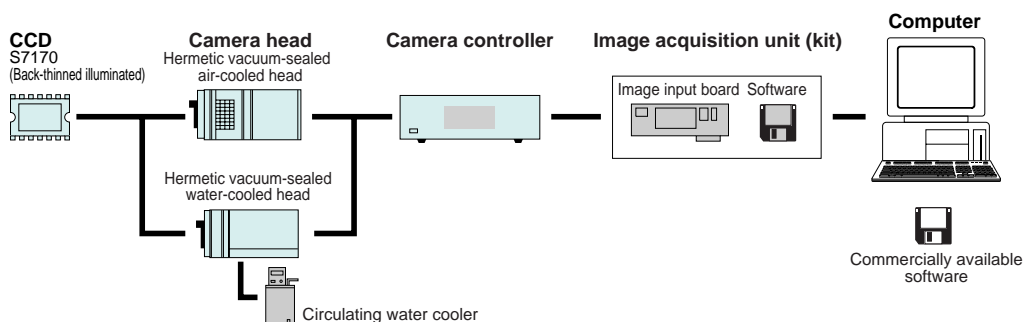 CCD
S7170
(Back-thinned illuminated)
Camera head
Hermetic vacuum-sealed
air-cooled head
Hermetic vacuum-sealed
water-cooled head
Circulating water cooler
Camera controller
Image acquisition unit (kit)
Image input board
Software
Computer
Commercially available
software